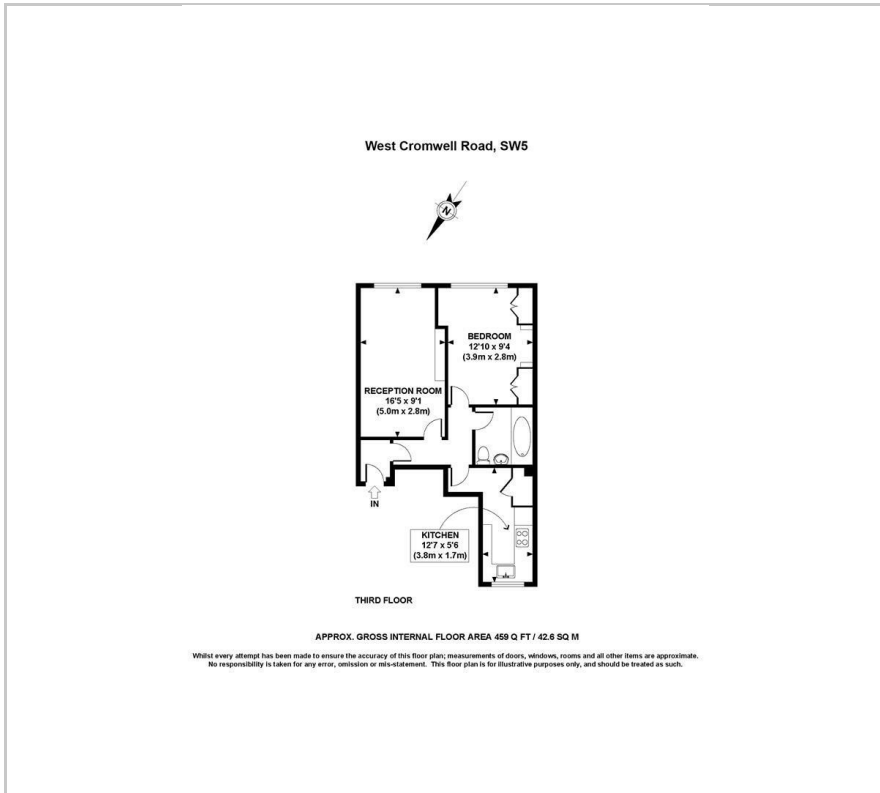 West Cromwell Road, SW5
N
BEDROOM
12'10 x 9'4
(3.9m x 2.8m)
RECEPTION ROOM
16'5 x 9'1
(5.0m x 2.8m)
IN
KITCHEN
12'7 x 5'6
(3.8m x 1.7m)
THIRD FLOOR
APPROX. GROSS INTERNAL FLOOR AREA 459 Q FT / 42.6 SQ M
Whilst every attempt has been made to ensure the accuracy of this floor plan; measurements of doors, windows, rooms and all other items are approximate.
No responsibility is taken for any error, omission or mis-statement. This floor plan is for illustrative purposes only, and should be treated as such.